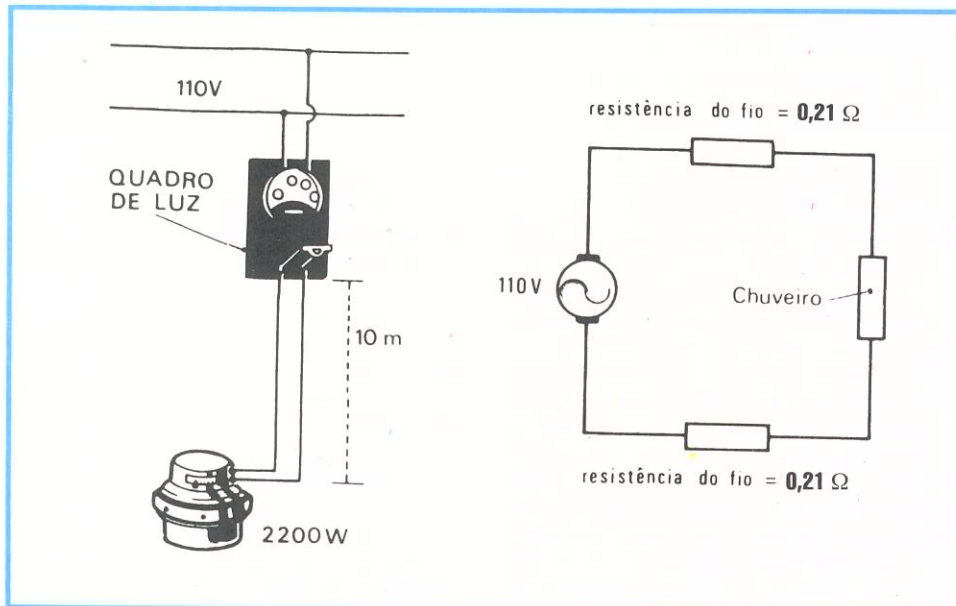 110V
QUADRO
DE LUZ
10 m
2200W
resistência do fio = 0,21 Ω
110V
Chuveiro
resistência do fio = 0,21 Ω